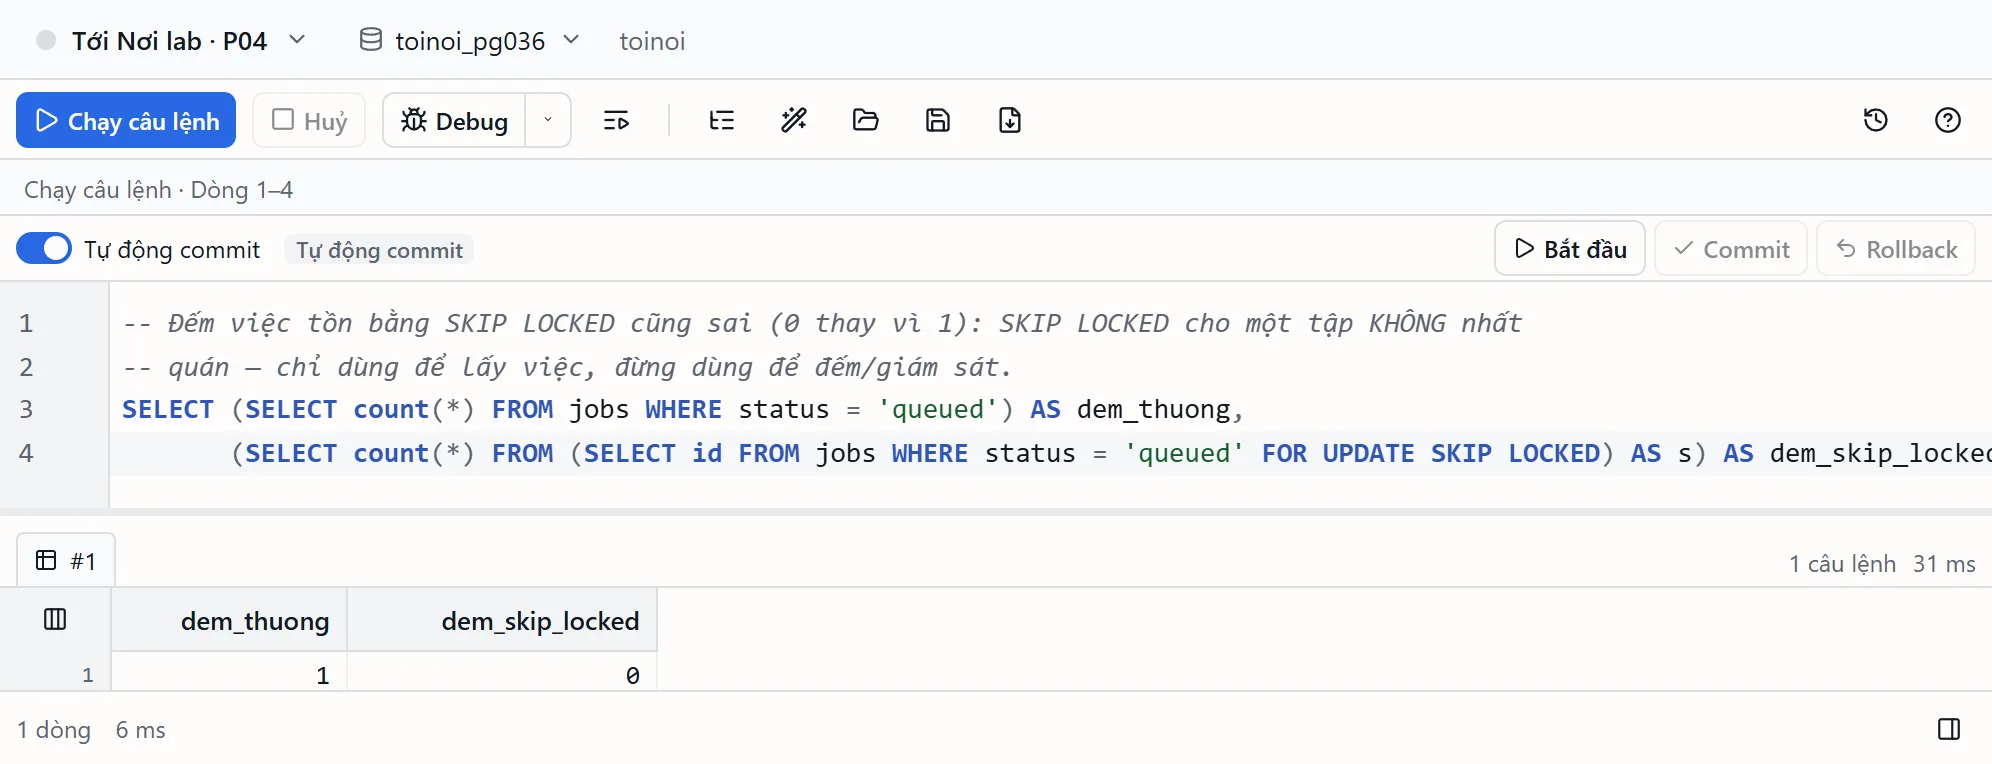 Tới Nơi lab · P04 toinoi_pg036 toinoi
Chạy câu lệnh Huỷ Debug
Chạy câu lệnh · Dòng 1–4
Tự động commit Tự động commit Bắt đầu Commit Rollback
1 -- Đếm việc tồn bằng SKIP LOCKED cũng sai (0 thay vì 1): SKIP LOCKED cho một tập KHÔNG nhất
2 -- quán — chỉ dùng để lấy việc, đừng dùng để đếm/giám sát.
3 SELECT (SELECT count(*) FROM jobs WHERE status = 'queued') AS dem_thuong,
4 (SELECT count(*) FROM (SELECT id FROM jobs WHERE status = 'queued' FOR UPDATE SKIP LOCKED) AS s) AS dem_skip_locked
#1 1 câu lệnh 31 ms
dem_thuong dem_skip_locked
1 1 0
1 dòng 6 ms